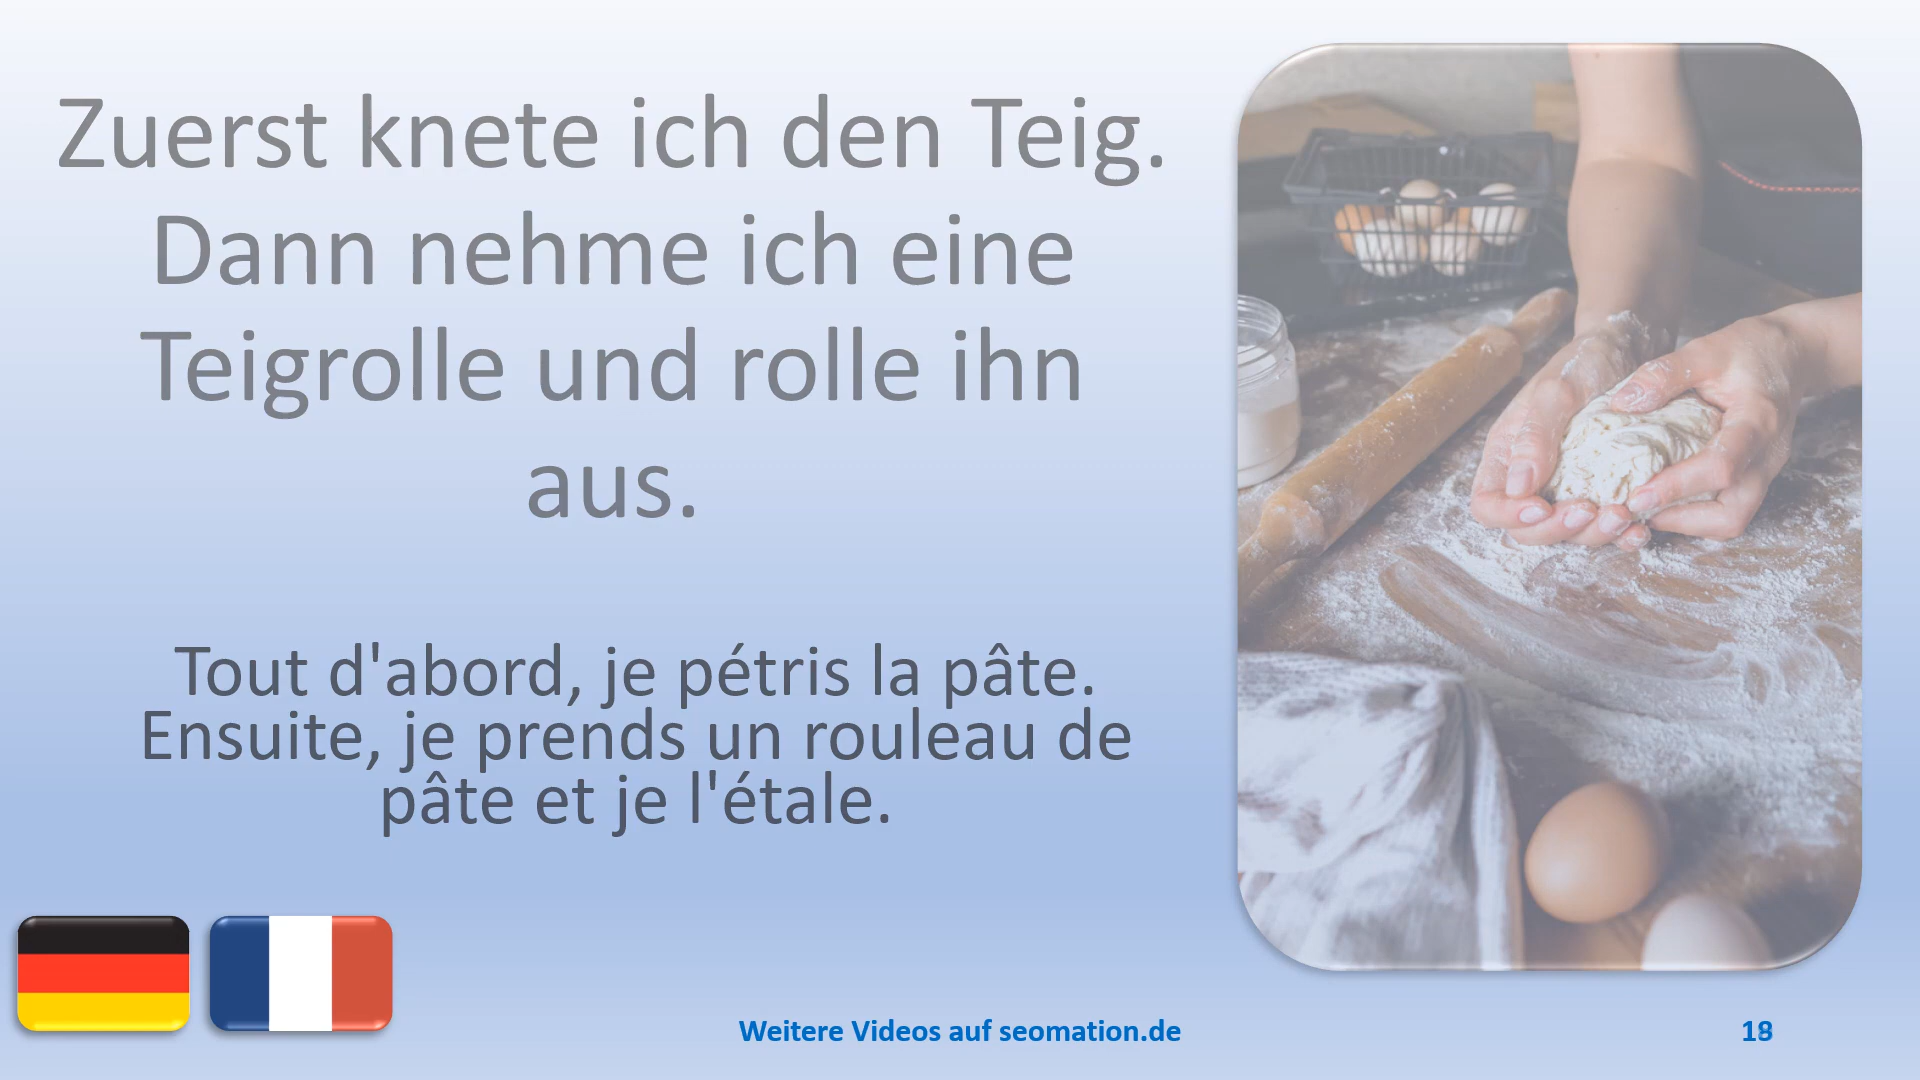 Zuerst knete ich den Teig.
Dann nehme ich eine
Teigrolle und rolle ihn
aus.
Tout d'abord, je pétris la pâte.
Ensuite, je prends un rouleau de
pâte et je l'étale.
Weitere Videos auf seomation.de